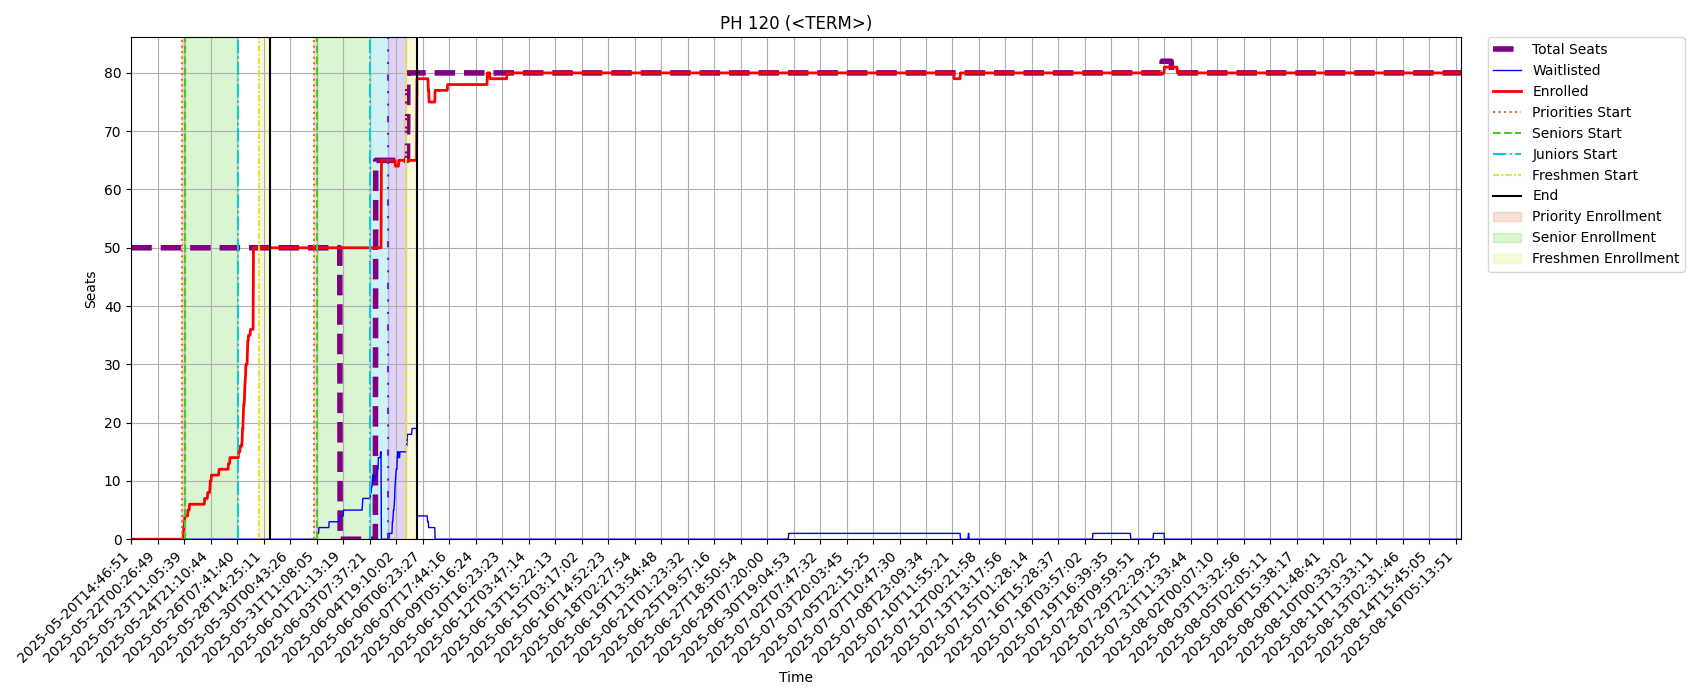 PH 120 (<TERM>)
Seats
80
70
60
50
40
30
20
10
0
2025-05-20T14:46:51
2025-05-22T00:26:49
2025-05-23T11:05:39
2025-05-24T21:10:44
2025-05-26T07:41:40
2025-05-28T14:25:11
2025-05-30T00:43:26
2025-05-31T11:08:05
2025-06-01T21:13:19
2025-06-03T07:37:21
2025-06-04T19:10:02
2025-06-06T06:23:27
2025-06-07T17:44:16
2025-06-09T05:16:24
2025-06-10T16:23:23
2025-06-12T03:47:14
2025-06-13T15:22:13
2025-06-15T03:17:02
2025-06-16T14:52:23
2025-06-18T02:27:54
2025-06-19T13:54:48
2025-06-21T01:23:32
2025-06-25T19:57:16
2025-06-27T18:50:54
2025-06-29T07:20:00
2025-06-30T19:04:53
2025-07-02T07:47:32
2025-07-03T20:03:45
2025-07-05T22:15:25
2025-07-07T10:47:30
2025-07-08T23:09:34
2025-07-10T11:55:21
2025-07-12T00:21:58
2025-07-13T13:17:56
2025-07-15T01:28:14
2025-07-16T15:28:37
2025-07-18T03:57:02
2025-07-19T16:39:35
2025-07-28T09:59:51
2025-07-29T22:29:25
2025-07-31T11:33:44
2025-08-02T00:07:10
2025-08-03T13:32:56
2025-08-05T02:05:11
2025-08-06T15:38:17
2025-08-08T11:48:41
2025-08-10T00:33:02
2025-08-11T13:33:11
2025-08-13T02:31:46
2025-08-14T15:45:05
2025-08-16T05:13:51
Time
Total Seats
Waitlisted
Enrolled
Priorities Start
Seniors Start
Juniors Start
Freshmen Start
End
Priority Enrollment
Senior Enrollment
Freshmen Enrollment